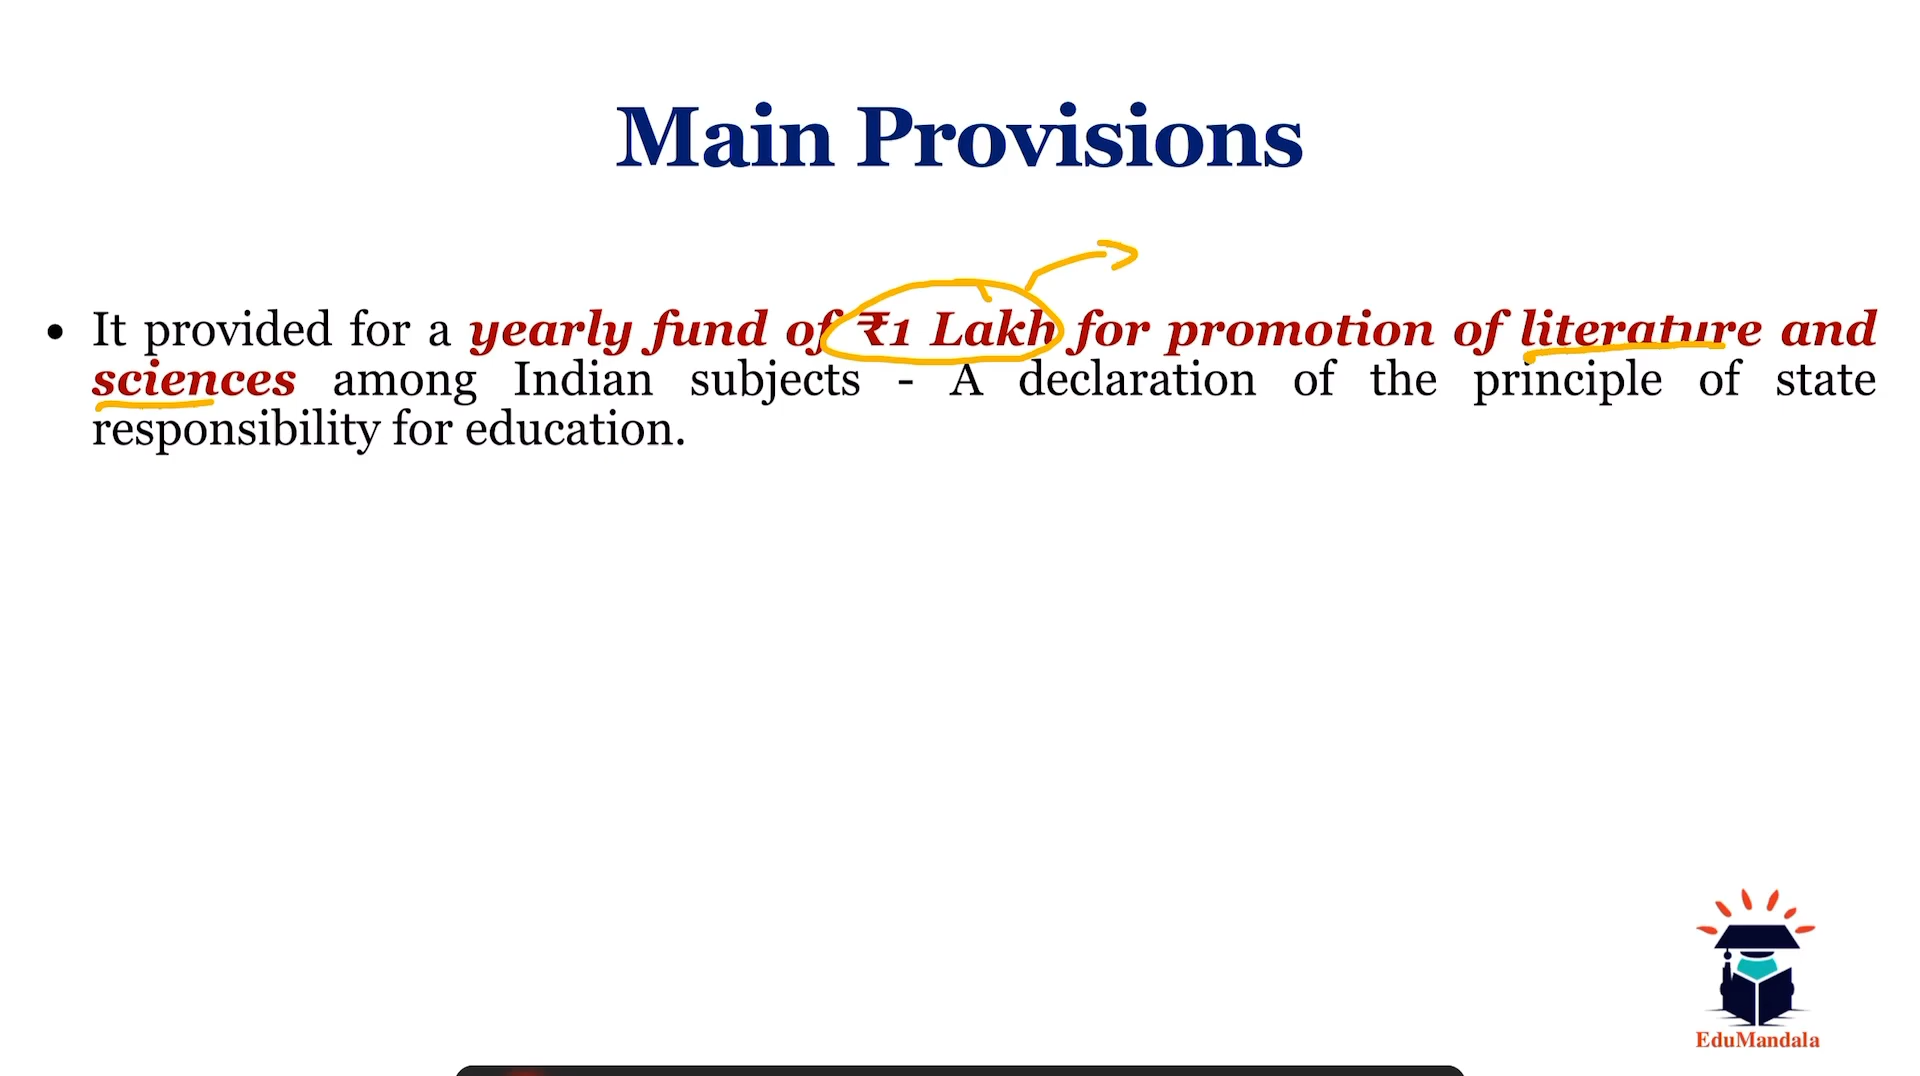 Main Provisions
• It provided for a yearly fund of ₹1 Lakh for promotion of literature and
sciences among Indian subjects - A declaration of the principle of state
responsibility for education.
EduMandala